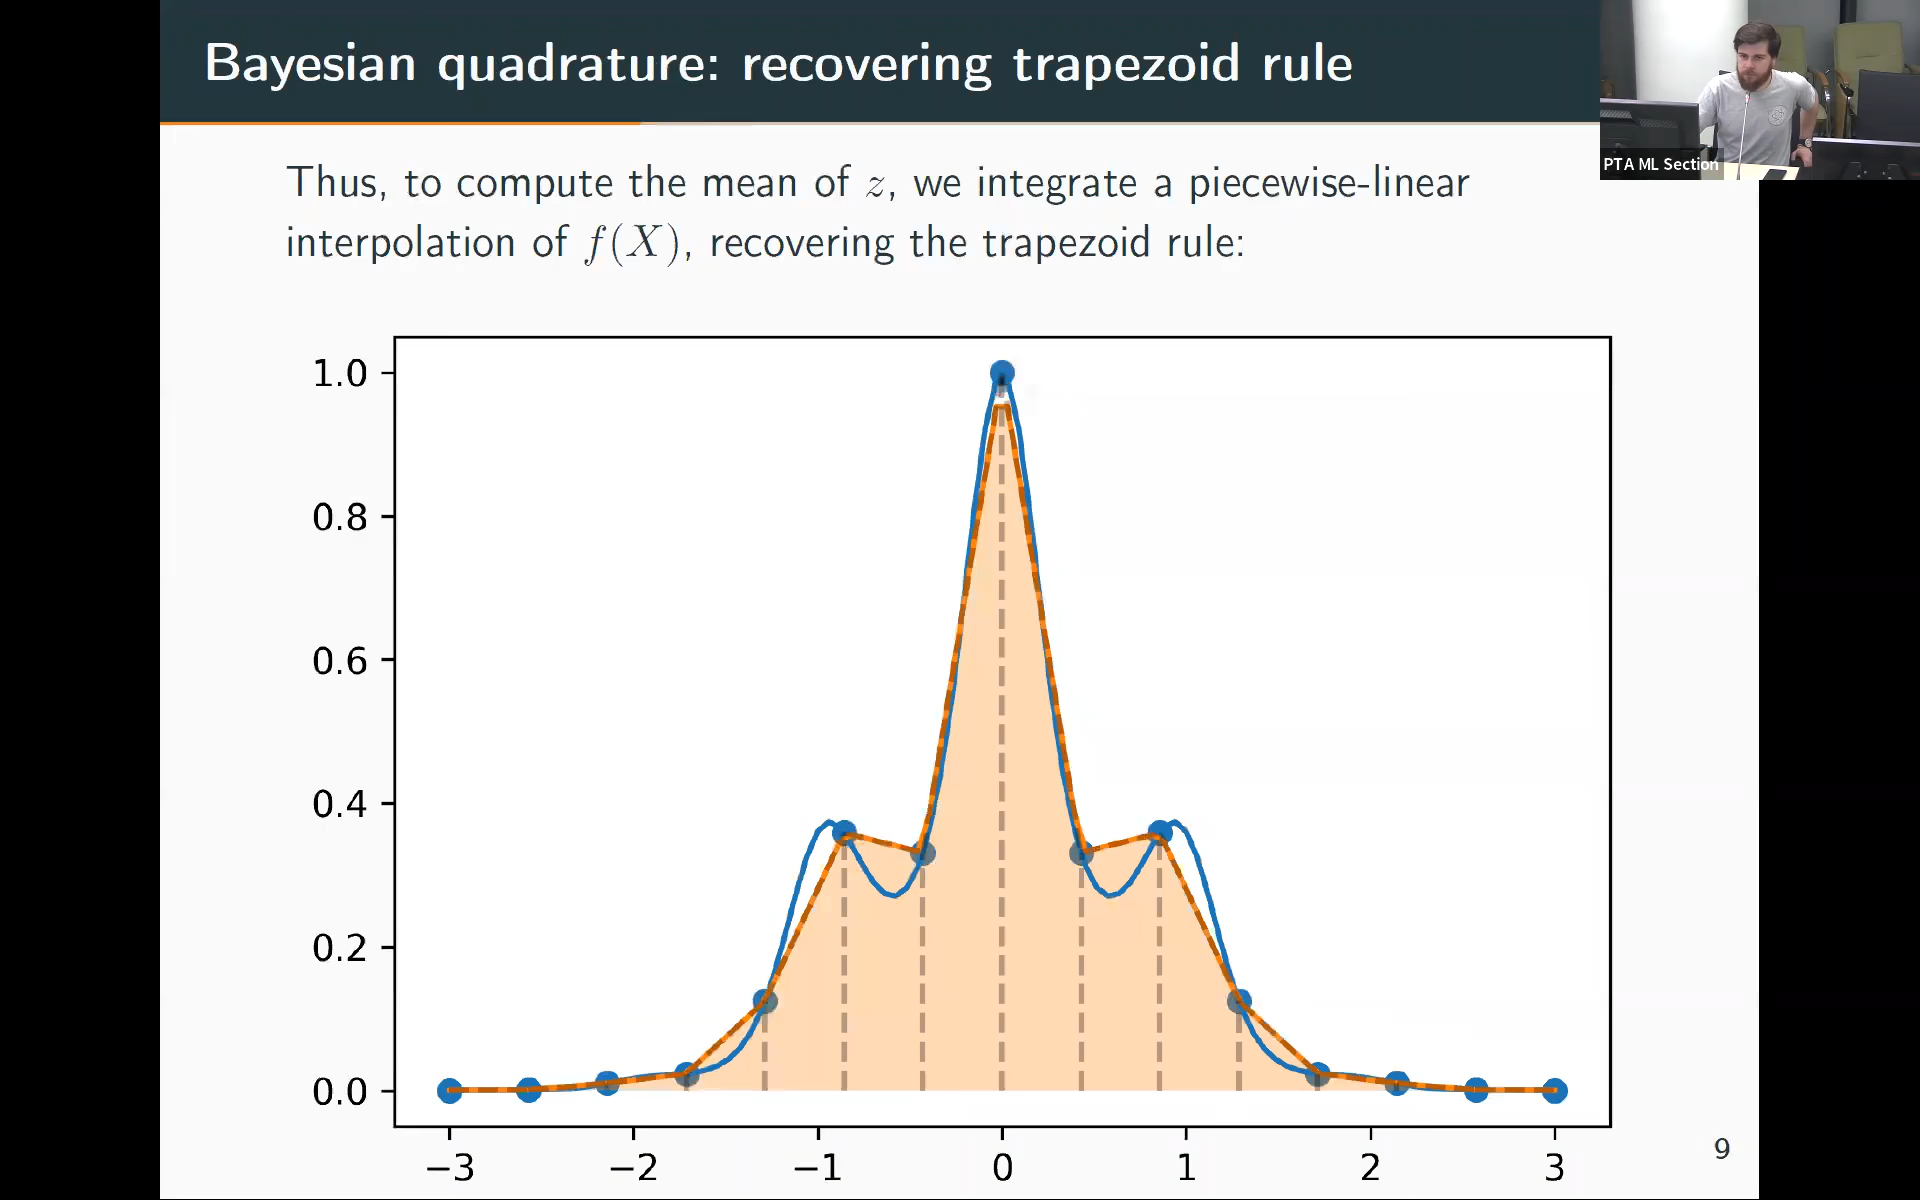 Bayesian quadrature: recovering trapezoid rule
PTA ML Section
Thus, to compute the mean of z, we integrate a piecewise-linear
interpolation of f(X), recovering the trapezoid rule:
1.0
0.8
0.6
0.4
0.2
0.0
−3 −2 −1 0 1 2 3
9